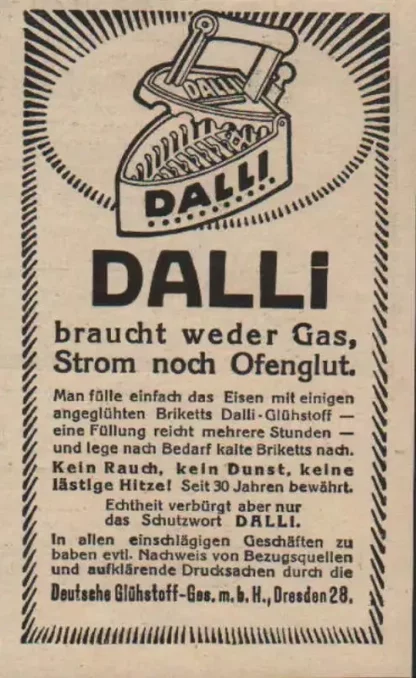 DALLI
DALLI
DALLi
braucht weder Gas,
Strom noch Ofenglut.
Man fülle einfach das Eisen mit einigen
angeglühten Briketts Dalli-Glühstoff —
eine Füllung reicht mehrere Stunden —
und lege nach Bedarf kalte Briketts nach.
Kein Rauch, kein Dunst, keine
lästige Hitze! Seit 30 Jahren bewährt.
Echtheit verbürgt aber nur
das Schutzwort DALLI.
In allen einschlägigen Geschäften zu
haben evtl. Nachweis von Bezugsquellen
und aufklärende Drucksachen durch die
Deutsche Glühstoff-Ges. m. b. H., Dresden 28.